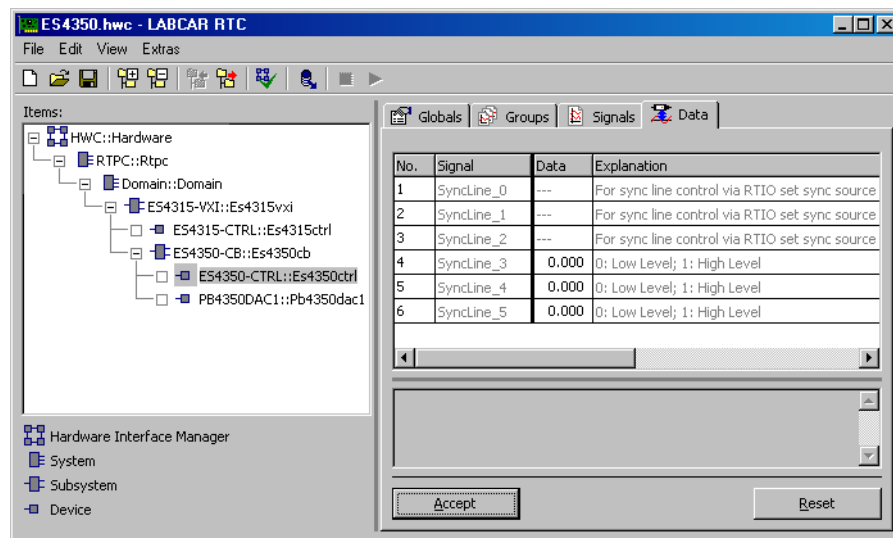 ES4350.hwc - LABCAR RTC
File Edit View Extras
Items:
HWC::Hardware
RTPC::Rtpc
Domain::Domain
ES4315-VXI::Es4315vxi
ES4315-CTRL::Es4315ctrl
ES4350-CB::Es4350cb
ES4350-CTRL::Es4350ctrl
PB4350DAC1::Pb4350dac1
Hardware Interface Manager
System
Subsystem
Device
Globals Groups Signals Data
No. Signal Data Explanation
1 SyncLine_0 --- For sync line control via RTIO set sync source
2 SyncLine_1 --- For sync line control via RTIO set sync source
3 SyncLine_2 --- For sync line control via RTIO set sync source
4 SyncLine_3 0.000 0: Low Level; 1: High Level
5 SyncLine_4 0.000 0: Low Level; 1: High Level
6 SyncLine_5 0.000 0: Low Level; 1: High Level
Accept Reset